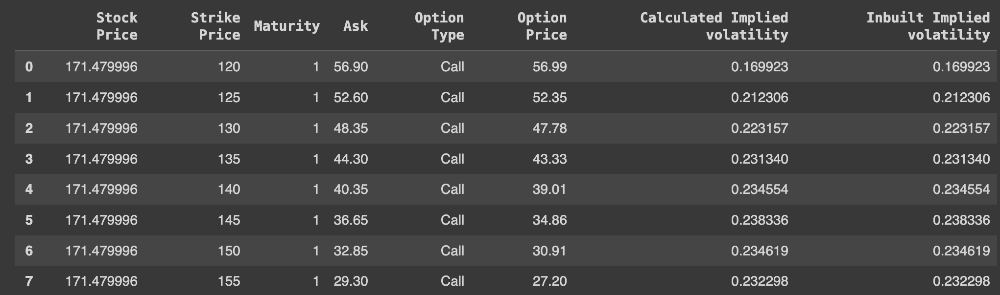 Stock Price Strike Price Maturity Ask Option Type Option Price Calculated Implied volatility Inbuilt Implied volatility
0 171.479996 120 1 56.90 Call 56.99 0.169923 0.169923
1 171.479996 125 1 52.60 Call 52.35 0.212306 0.212306
2 171.479996 130 1 48.35 Call 47.78 0.223157 0.223157
3 171.479996 135 1 44.30 Call 43.33 0.231340 0.231340
4 171.479996 140 1 40.35 Call 39.01 0.234554 0.234554
5 171.479996 145 1 36.65 Call 34.86 0.238336 0.238336
6 171.479996 150 1 32.85 Call 30.91 0.234619 0.234619
7 171.479996 155 1 29.30 Call 27.20 0.232298 0.232298